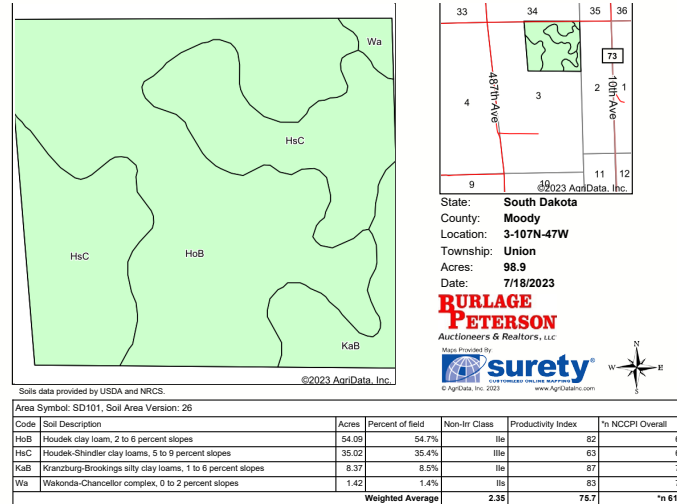 Wa
HsC
HsC
HoB
KaB
©2023 AgriData, Inc.
Soils data provided by USDA and NRCS.
33 34 35 36
73
487th Ave
10th Ave
4 3 2 1
9 10 11 12
©2023 AgriData, Inc.
State: South Dakota
County: Moody
Location: 3-107N-47W
Township: Union
Acres: 98.9
Date: 7/18/2023
BURLAGE
PETERSON
Auctioneers & Realtors, LLC
Maps Provided By
surety®
CUSTOMIZED ONLINE MAPPING
© AgriData, Inc. 2023 www.AgriDataInc.com
N
W E
S
Area Symbol: SD101, Soil Area Version: 26
Code Soil Description Acres Percent of field Non-Irr Class Productivity Index *n NCCPI Overall
HoB Houdek clay loam, 2 to 6 percent slopes 54.09 54.7% IIe 82
HsC Houdek-Shindler clay loams, 5 to 9 percent slopes 35.02 35.4% IIIe 63
KaB Kranzburg-Brookings silty clay loams, 1 to 6 percent slopes 8.37 8.5% IIe 87
Wa Wakonda-Chancellor complex, 0 to 2 percent slopes 1.42 1.4% IIs 83
Weighted Average 2.35 75.7 *n 61